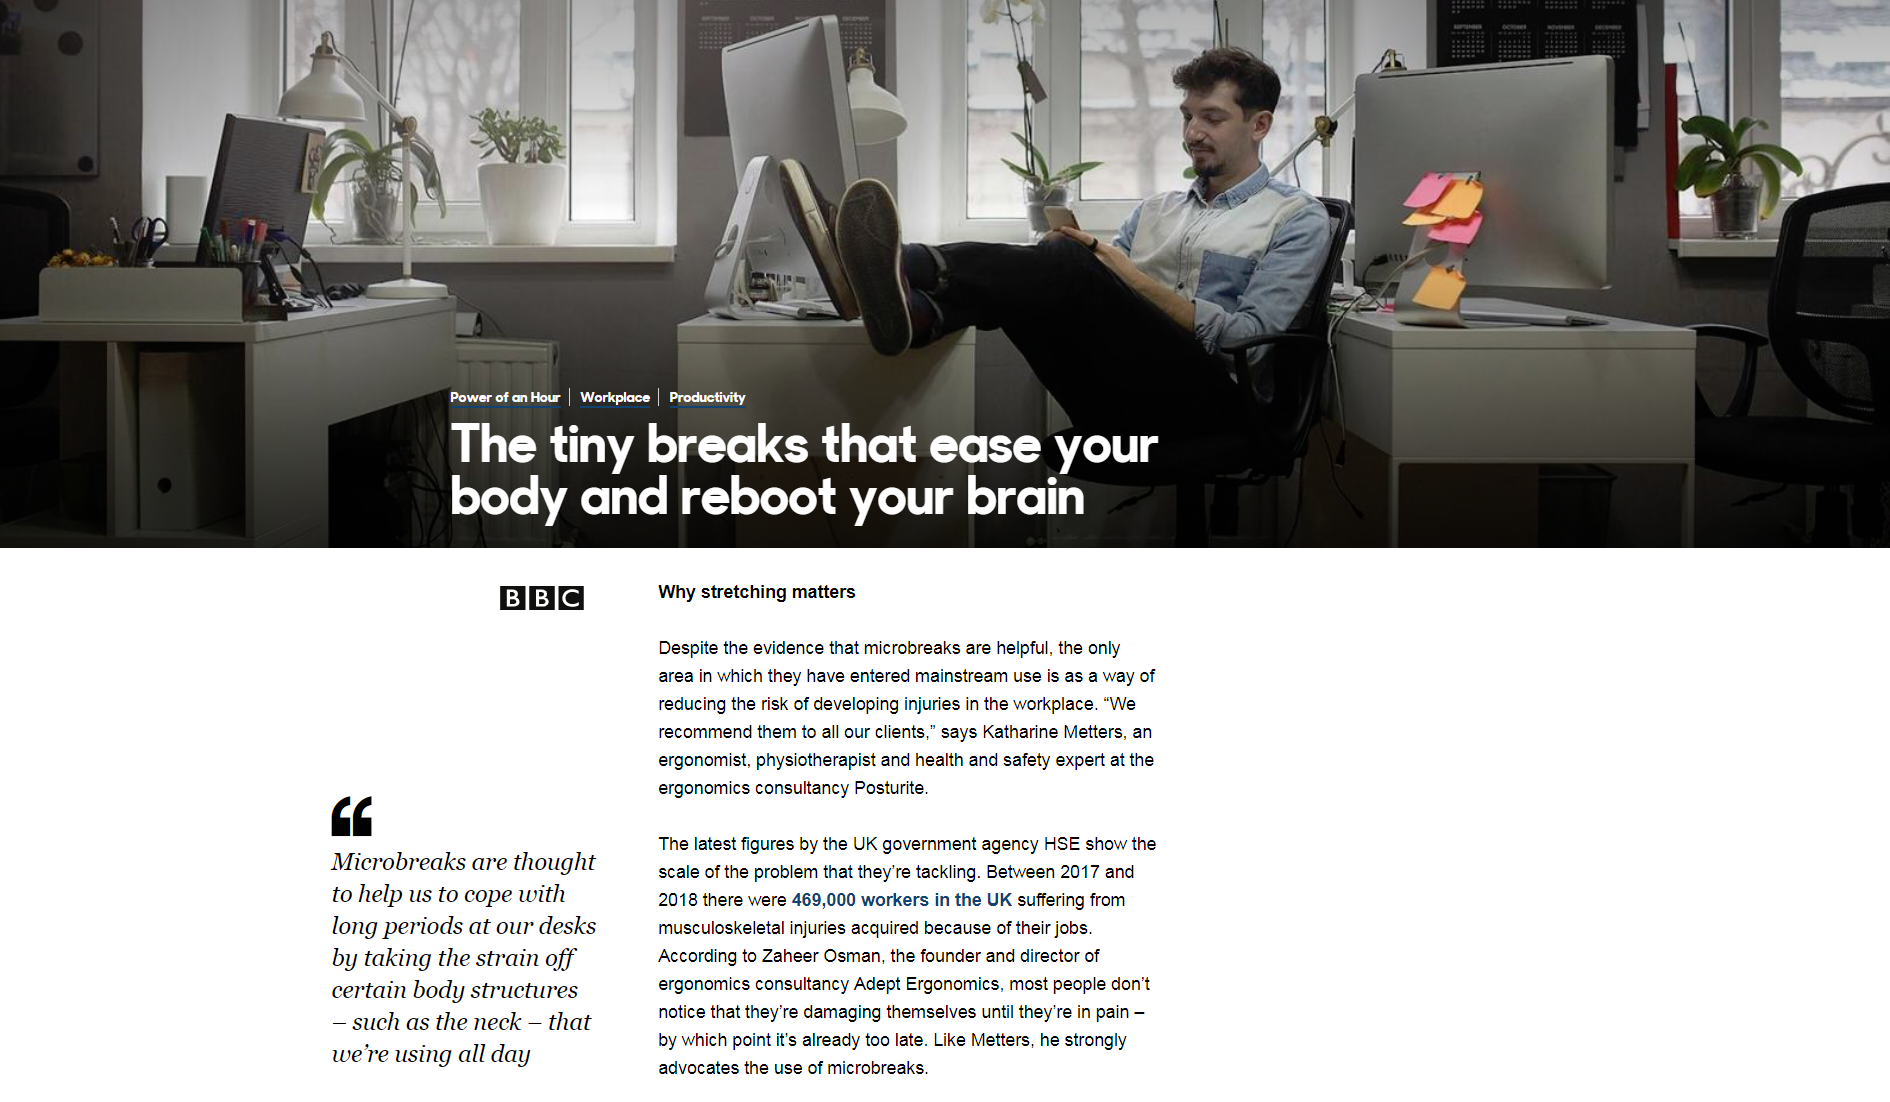 SEPTEMBER
DECEMBER
SEPTEMBER OCTOBER NOVEMBER DECEMBER
Power of an Hour
Workplace
Productivity
The tiny breaks that ease your
body and reboot your brain
BBC
Why stretching matters
Despite the evidence that microbreaks are helpful, the only
area in which they have entered mainstream use is as a way of
reducing the risk of developing injuries in the workplace. “We
recommend them to all our clients,” says Katharine Metters, an
ergonomist, physiotherapist and health and safety expert at the
ergonomics consultancy Posturite.
“
Microbreaks are thought
to help us to cope with
long periods at our desks
by taking the strain off
certain body structures
– such as the neck – that
we’re using all day
The latest figures by the UK government agency HSE show the
scale of the problem that they’re tackling. Between 2017 and
2018 there were 469,000 workers in the UK suffering from
musculoskeletal injuries acquired because of their jobs.
According to Zaheer Osman, the founder and director of
ergonomics consultancy Adept Ergonomics, most people don’t
notice that they’re damaging themselves until they’re in pain –
by which point it’s already too late. Like Metters, he strongly
advocates the use of microbreaks.